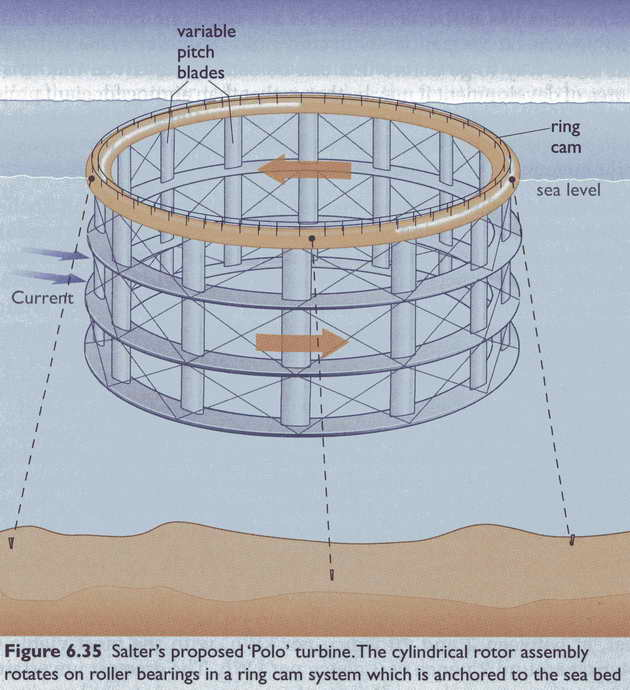 variable
pitch
blades
ring
cam
sea level
Current
Figure 6.35 Salter's proposed 'Polo' turbine. The cylindrical rotor assembly
rotates on roller bearings in a ring cam system which is anchored to the sea bed